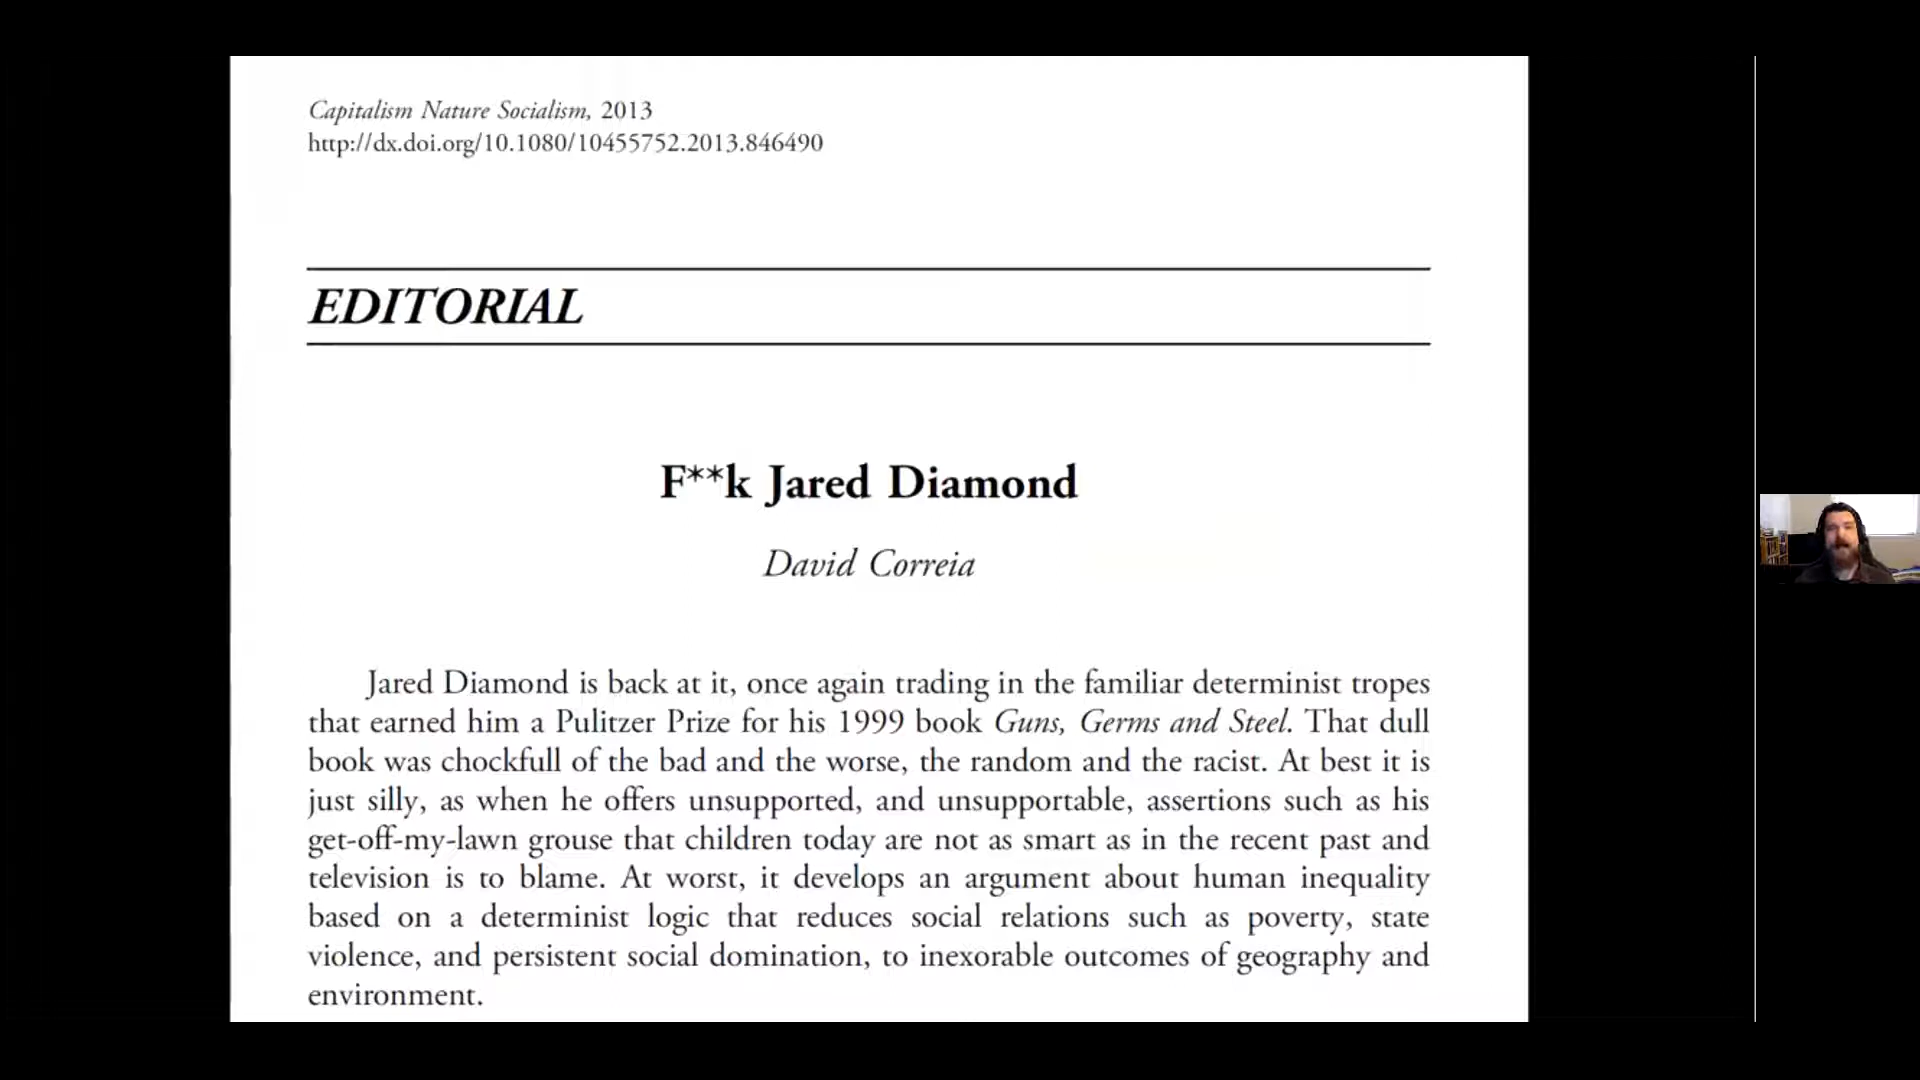 Capitalism Nature Socialism, 2013
http://dx.doi.org/10.1080/10455752.2013.846490
EDITORIAL
F**k Jared Diamond
David Correia
Jared Diamond is back at it, once again trading in the familiar determinist tropes
that earned him a Pulitzer Prize for his 1999 book Guns, Germs and Steel. That dull
book was chockfull of the bad and the worse, the random and the racist. At best it is
just silly, as when he offers unsupported, and unsupportable, assertions such as his
get-off-my-lawn grouse that children today are not as smart as in the recent past and
television is to blame. At worst, it develops an argument about human inequality
based on a determinist logic that reduces social relations such as poverty, state
violence, and persistent social domination, to inexorable outcomes of geography and
environment.